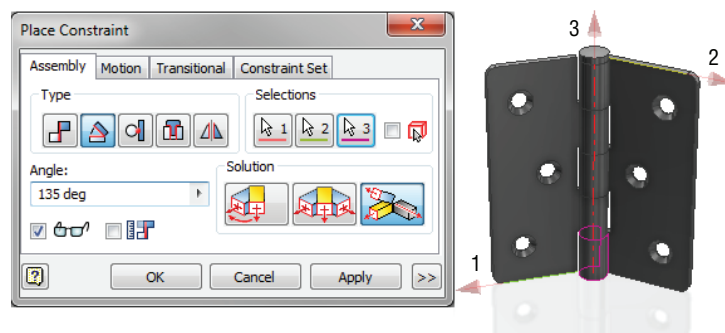 Place Constraint
Assembly Motion Transitional Constraint Set
Type
Selections
1 2 3
Angle:
Solution
135 deg
OK Cancel Apply >>
3
2
1